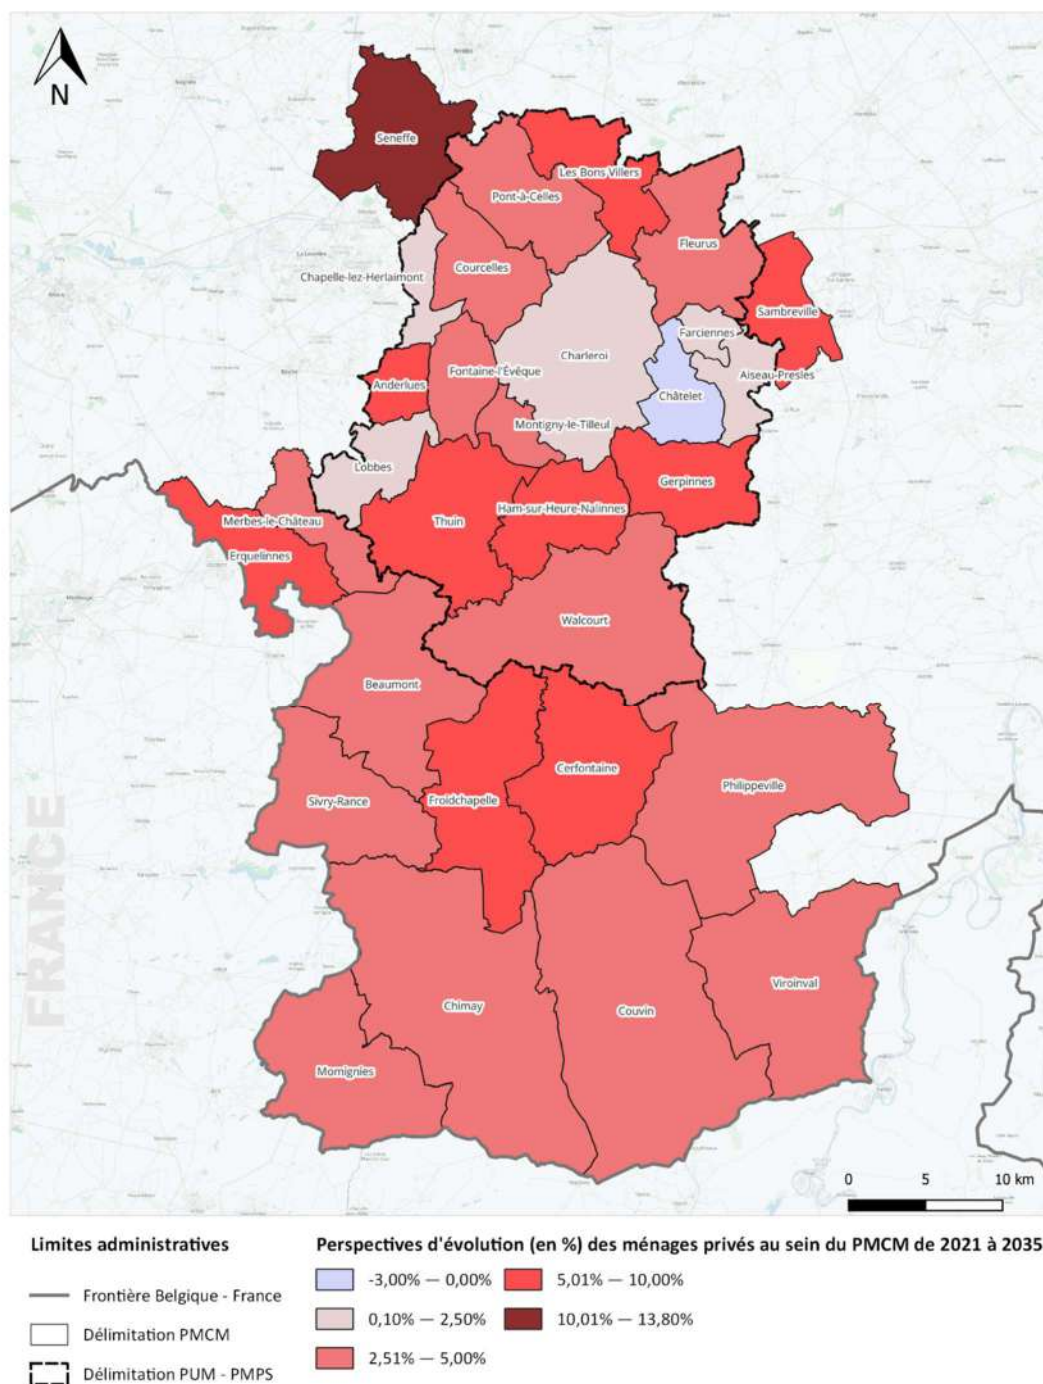 N
Seneffe
Les Bons Villers
Pont-à-Celles
Fleurus
Courcelles
Chapelle-lez-Herlaimont
Sambreville
Farciennes
Charleroi
Fontaine-l'Évêque
Aiseau-Presles
Anderlues
Châtelet
Montigny-le-Tilleul
Lobbes
Gerpinnes
Ham-sur-Heure-Nalinnes
Merbes-le-Château
Thuin
Erquelinnes
Walcourt
Beaumont
Cerfontaine
Philippeville
Sivry-Rance
Froidchapelle
FRANCE
Viroinval
Chimay
Couvin
Momignies
0 5 10 km
Limites administratives
Frontière Belgique - France
Délimitation PMCM
Délimitation PUM - PMPS
Perspectives d'évolution (en %) des ménages privés au sein du PMCM de 2021 à 2035
-3,00% — 0,00%
0,10% — 2,50%
2,51% — 5,00%
5,01% — 10,00%
10,01% — 13,80%